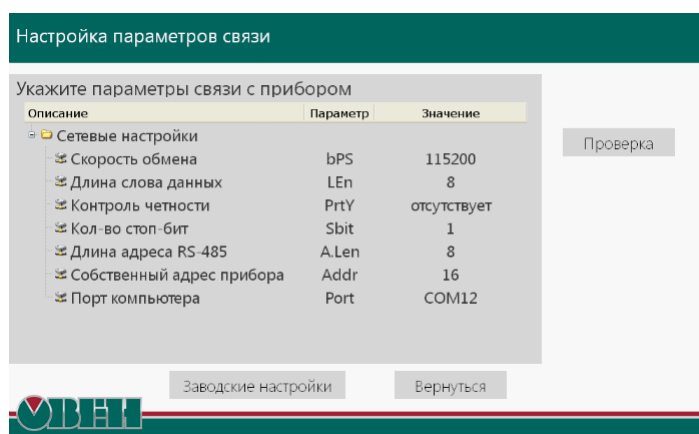 Настройка параметров связи
Укажите параметры связи с прибором
Описание Параметр Значение
Сетевые настройки
Скорость обмена bPS 115200
Проверка
Длина слова данных LEn 8
Контроль четности PrtY отсутствует
Кол-во стоп-бит Sbit 1
Длина адреса RS-485 A.Len 8
Собственный адрес прибора Addr 16
Порт компьютера Port COM12
Заводские настройки Вернуться
ОВЕН